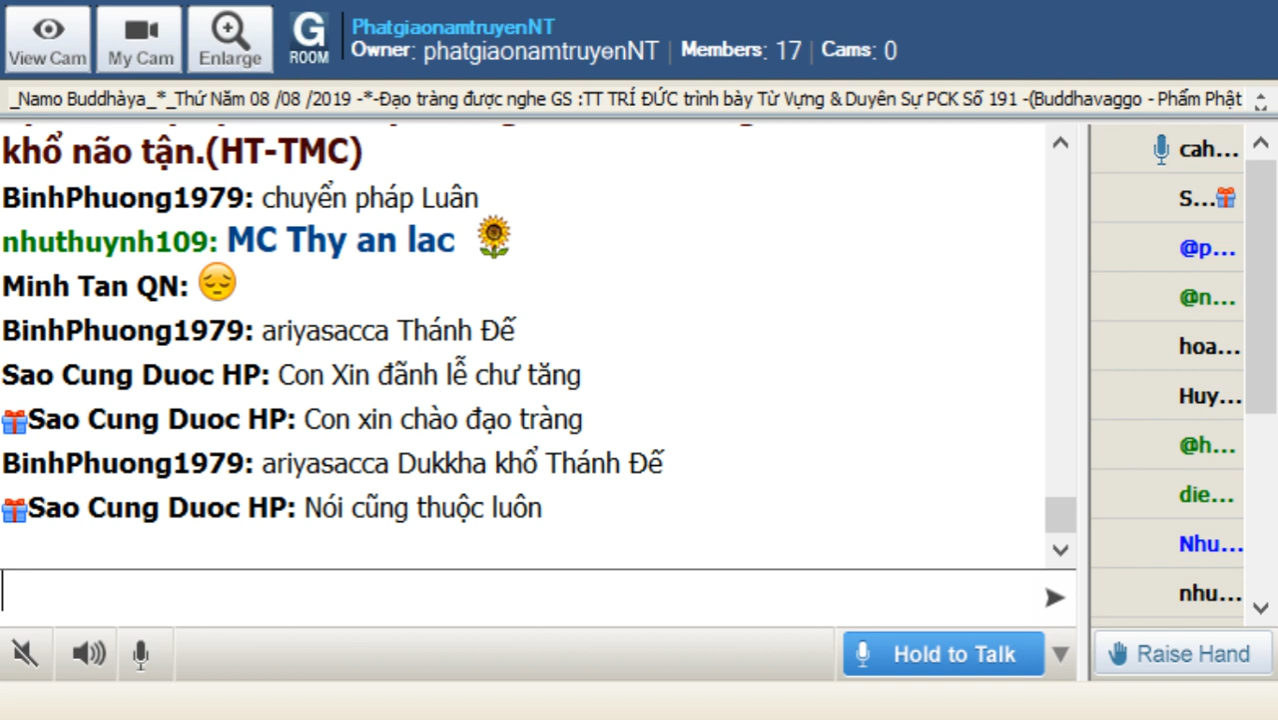 View Cam
My Cam
Enlarge
G
ROOM
PhatgiaonamtruyenNT
Owner: phatgiaonamtruyenNT | Members: 17 | Cams: 0
_Namo Buddhàya_*_Thứ Năm 08 /08 /2019 -*-Đạo tràng được nghe GS :TT TRÍ ĐỨC trình bày Từ Vựng & Duyên Sự PCK Số 191 -(Buddhavaggo - Phẩm Phật
khổ não tận.(HT-TMC)
BinhPhuong1979: chuyển pháp Luân
nhuthuynh109: MC Thy an lac
Minh Tan QN:
BinhPhuong1979: ariyasacca Thánh Đế
Sao Cung Duoc HP: Con Xin đãnh lễ chư tăng
Sao Cung Duoc HP: Con xin chào đạo tràng
BinhPhuong1979: ariyasacca Dukkha khổ Thánh Đế
Sao Cung Duoc HP: Nói cũng thuộc luôn
cah...
S...
@p...
@n...
hoa...
Huy...
@h...
die...
Nhu...
nhu...
Hold to Talk
Raise Hand